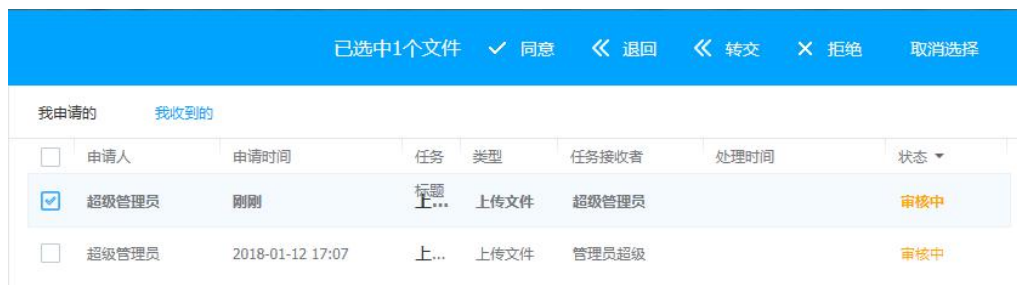 已选中1个文件 同意 退回 转交 拒绝 取消选择
我申请的 我收到的
申请人 申请时间 任务标题 类型 任务接收者 处理时间 状态
超级管理员 刚刚 上... 上传文件 超级管理员 审核中
超级管理员 2018-01-12 17:07 上... 上传文件 管理员超级 审核中